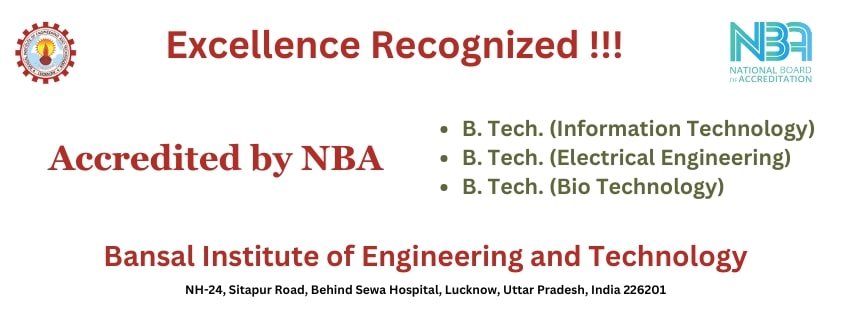 Excellence Recognized !!!
NBA
NATIONAL BOARD
OF ACCREDITATION
Accredited by NBA
• B. Tech. (Information Technology)
• B. Tech. (Electrical Engineering)
• B. Tech. (Bio Technology)
Bansal Institute of Engineering and Technology
NH-24, Sitapur Road, Behind Sewa Hospital, Lucknow, Uttar Pradesh, India 226201